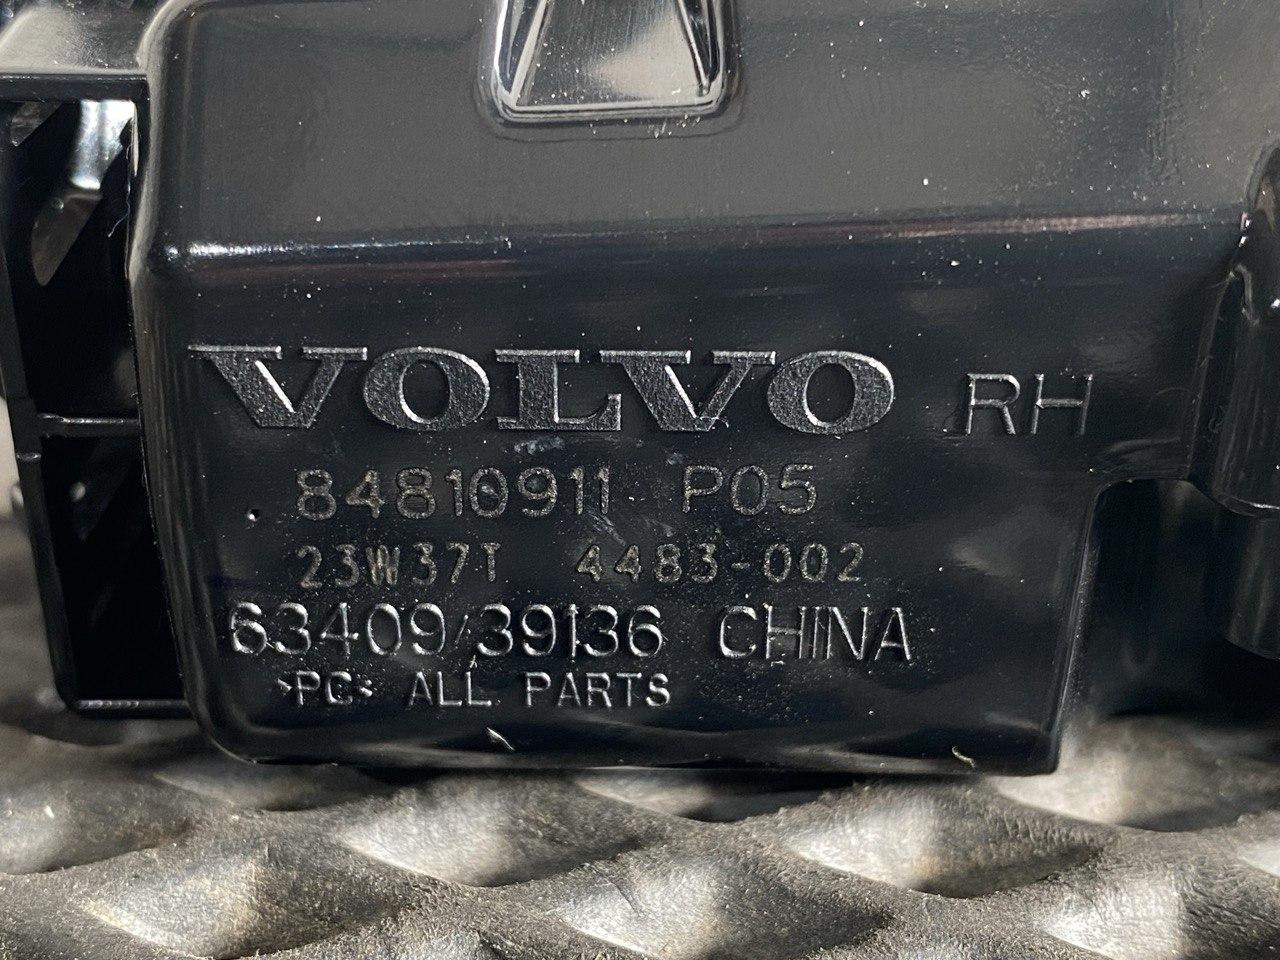 VOLVO RH
84810911 P05
23W37T 4483-002
63409/39136 CHINA
>PC< ALL PARTS